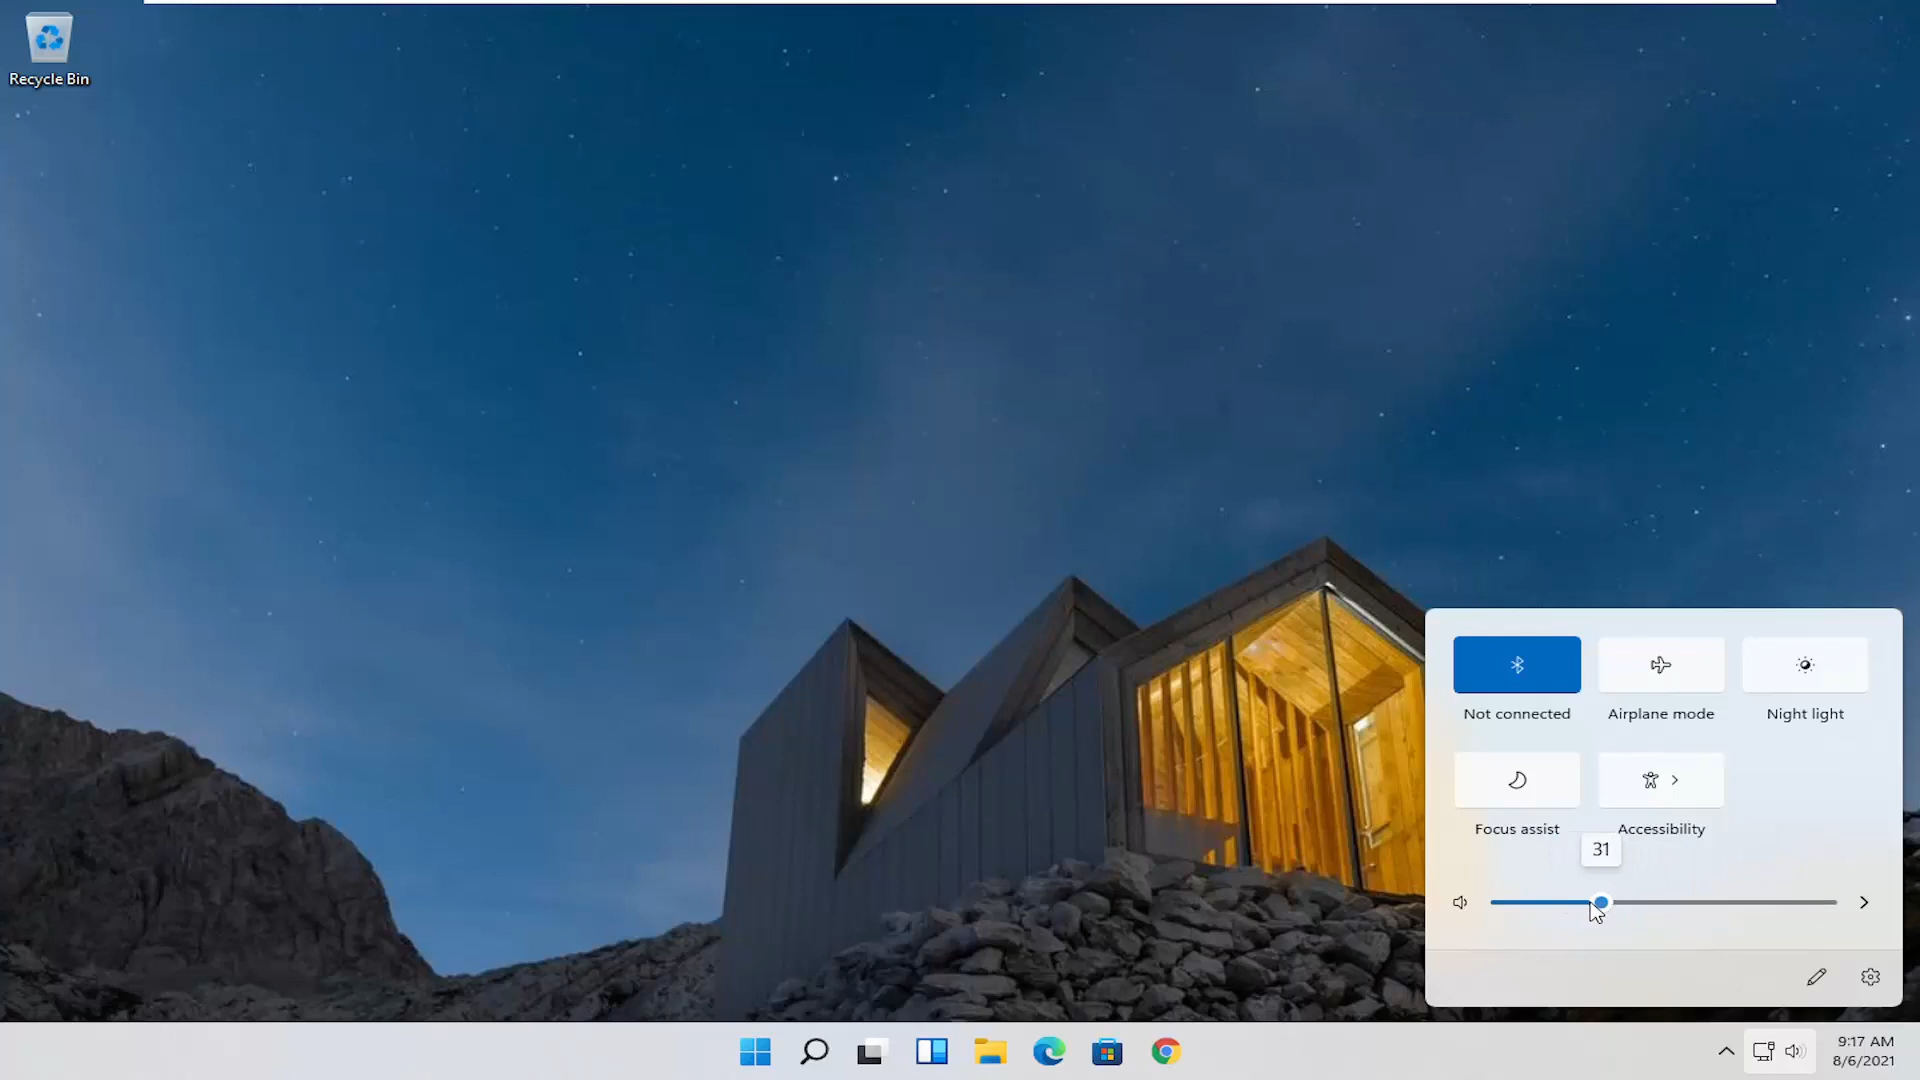 Recycle Bin
Not connected
Airplane mode
Night light
Focus assist
Accessibility
31
9:17 AM
8/6/2021